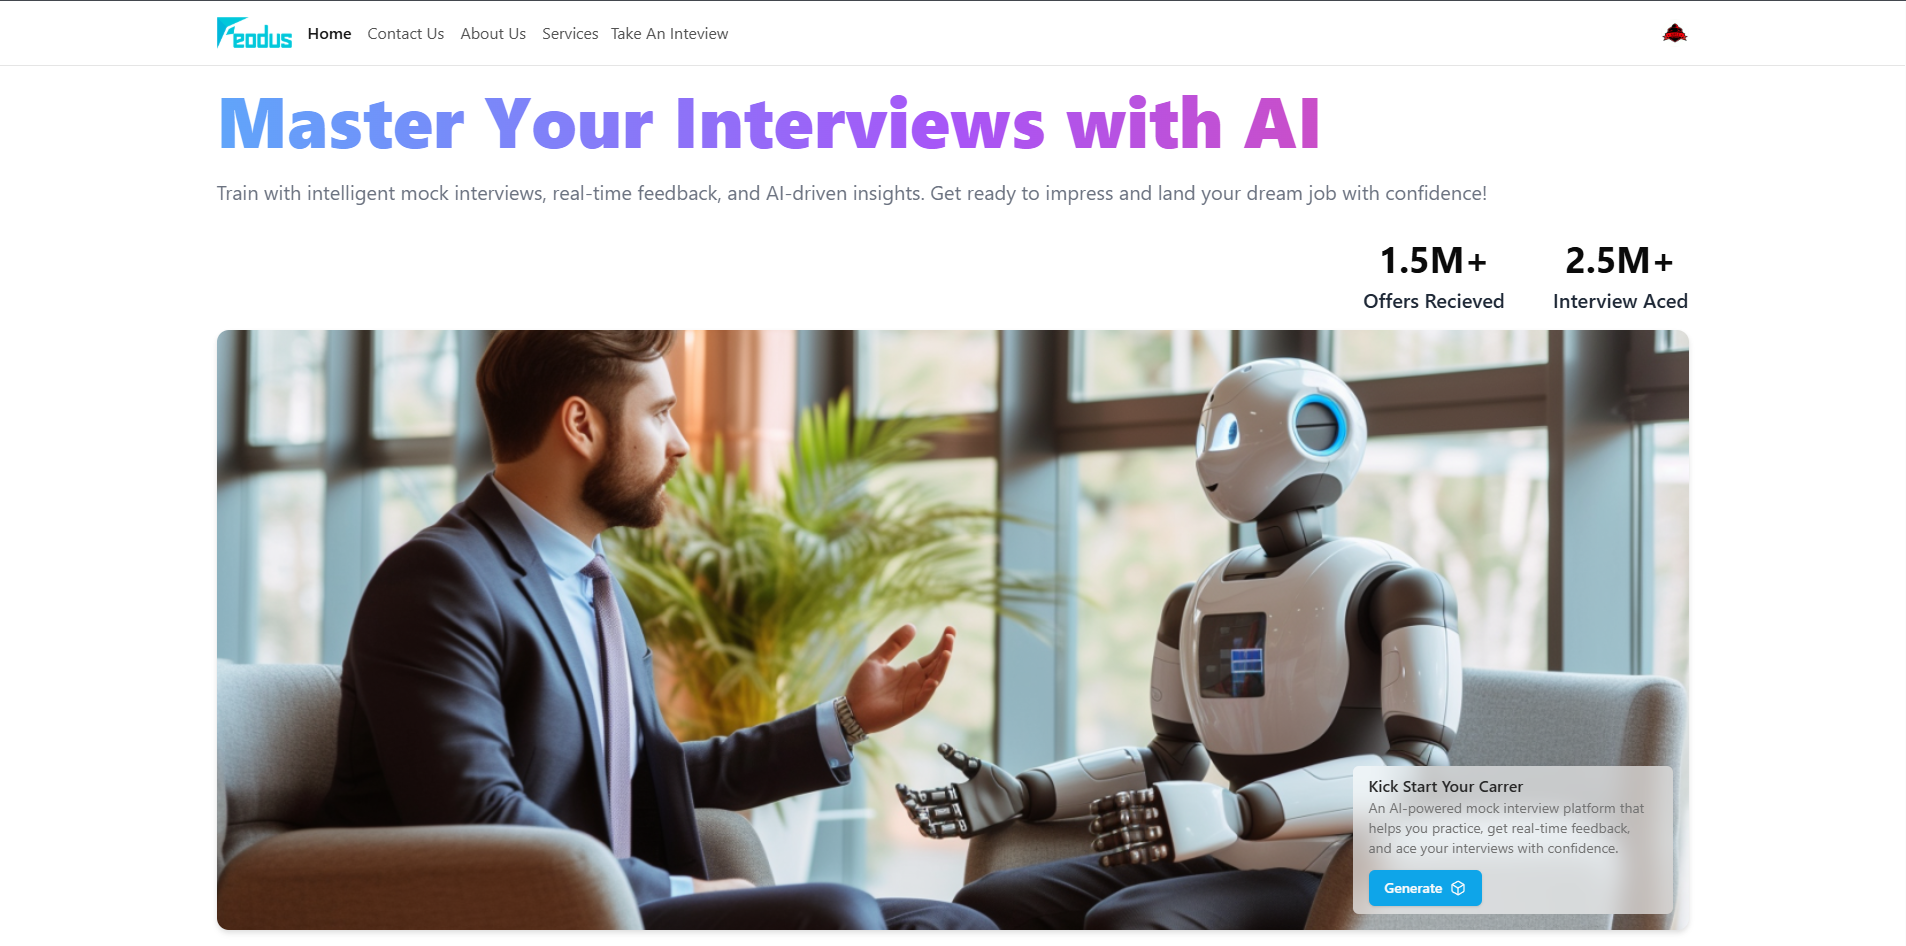 Feodus Home Contact Us About Us Services Take An Inteview
Master Your Interviews with AI
Train with intelligent mock interviews, real-time feedback, and AI-driven insights. Get ready to impress and land your dream job with confidence!
1.5M+ 2.5M+
Offers Recieved Interview Aced
Kick Start Your Carrer
An AI-powered mock interview platform that
helps you practice, get real-time feedback,
and ace your interviews with confidence.
Generate